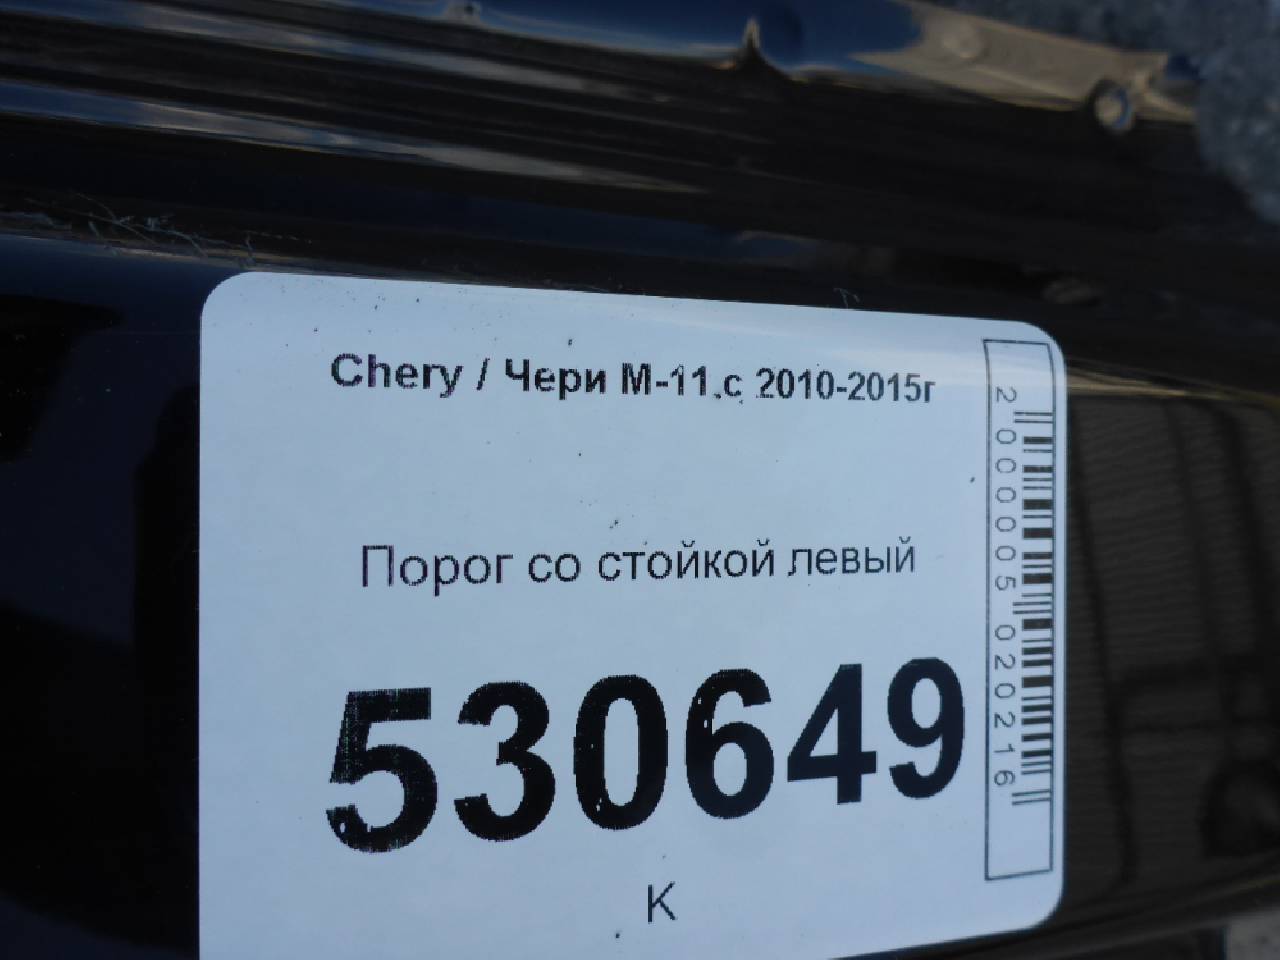 Chery / Чери М-11.с 2010-2015г
Порог со стойкой левый
530649
К
2000005020216